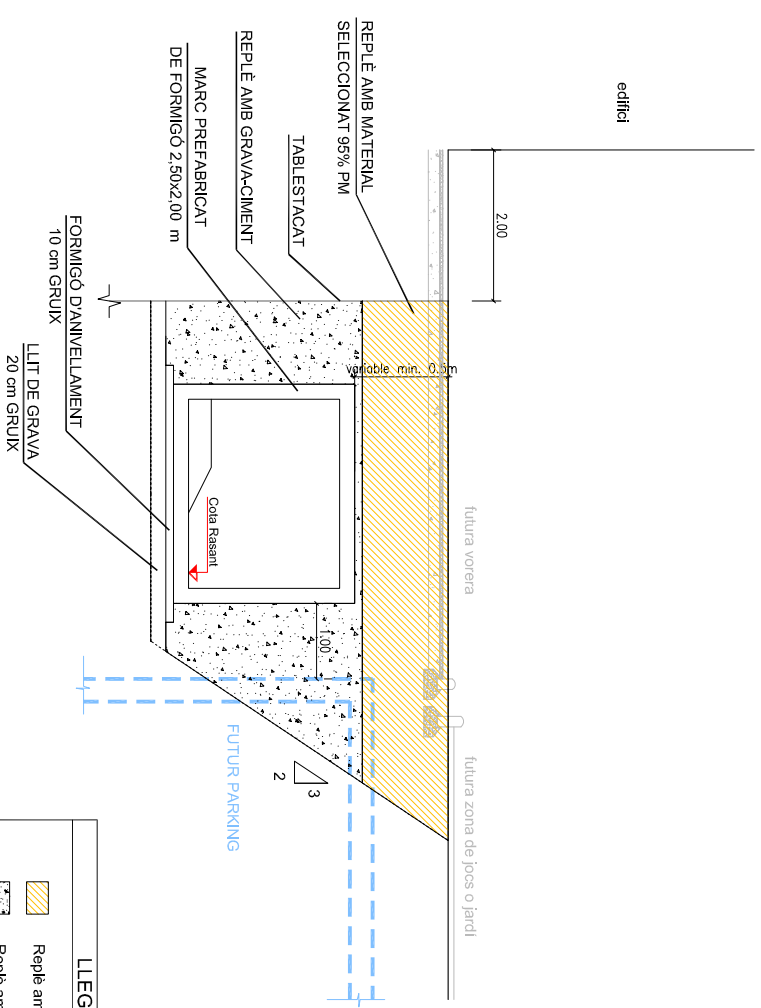 edifici
2.00
REPLÈ AMB MATERIAL
SELECCIONAT 95% PM
TABLESTACAT
REPLÈ AMB GRAVA-CIMENT
MARC PREFABRICAT
DE FORMIGÓ 2,50x2,00 m
FORMIGÓ D'ANIVELLAMENT
10 cm GRUIX
LLIT DE GRAVA
20 cm GRUIX
variable min. 0.5m
futura vorera
Cota Rasant
1.00
futura zona de jocs o jardí
3
2
FUTUR PARKING
LLEG
Replè am
Replè am